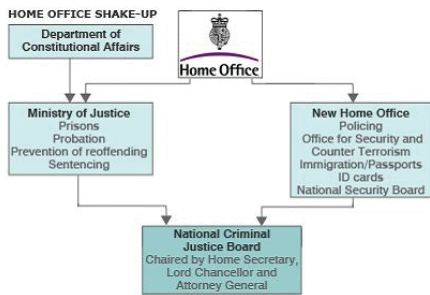 HOME OFFICE SHAKE-UP
Department of
Constitutional Affairs
Home Office
Ministry of Justice
Prisons
Probation
Prevention of reoffending
Sentencing
New Home Office
Policing
Office for Security and
Counter Terrorism
Immigration/Passports
ID cards
National Security Board
National Criminal
Justice Board
Chaired by Home Secretary,
Lord Chancellor and
Attorney General